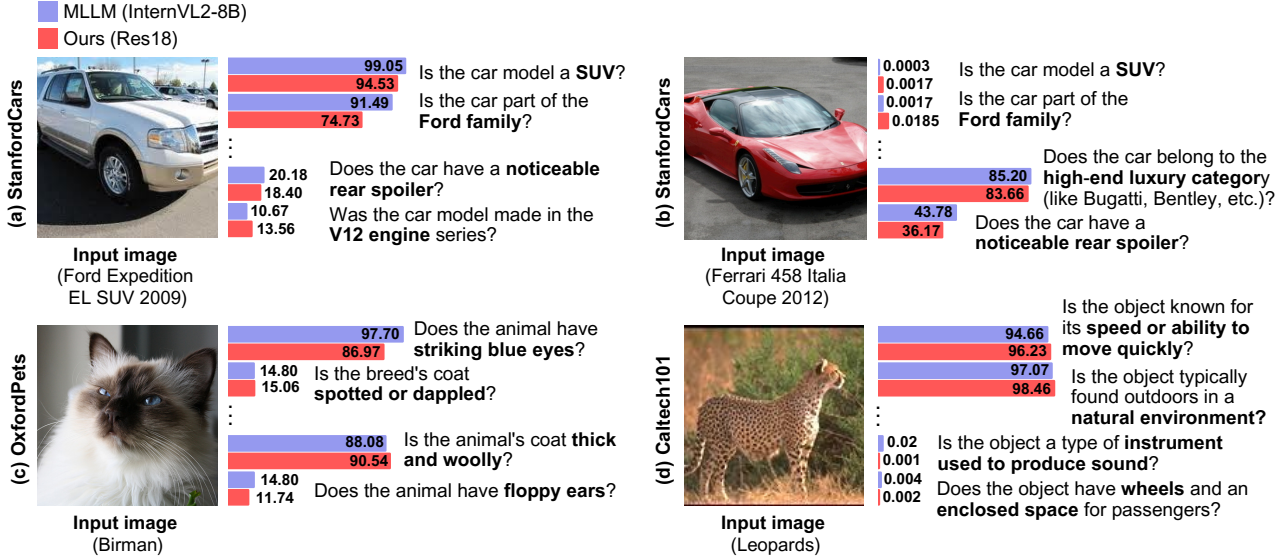 MLLM (InternVL2-8B)
Ours (Res18)
(a) StanfordCars
Input image
(Ford Expedition
EL SUV 2009)
99.05
94.53
Is the car model a SUV?
91.49
74.73
Is the car part of the
Ford family?
20.18
18.40
Does the car have a noticeable
rear spoiler?
10.67
13.56
Was the car model made in the
V12 engine series?
(b) StanfordCars
Input image
(Ferrari 458 Italia
Coupe 2012)
0.0003
0.0017
Is the car model a SUV?
0.0017
0.0185
Is the car part of the
Ford family?
85.20
83.66
Does the car belong to the
high-end luxury category
(like Bugatti, Bentley, etc.)?
43.78
36.17
Does the car have a
noticeable rear spoiler?
(c) OxfordPets
Input image
(Birman)
97.70
86.97
Does the animal have
striking blue eyes?
14.80
15.06
Is the breed's coat
spotted or dappled?
88.08
90.54
Is the animal's coat thick
and woolly?
14.80
11.74
Does the animal have floppy ears?
(d) Caltech101
Input image
(Leopards)
94.66
96.23
Is the object known for
its speed or ability to
move quickly?
97.07
98.46
Is the object typically
found outdoors in a
natural environment?
0.02
0.001
Is the object a type of instrument
used to produce sound?
0.004
0.002
Does the object have wheels and an
enclosed space for passengers?